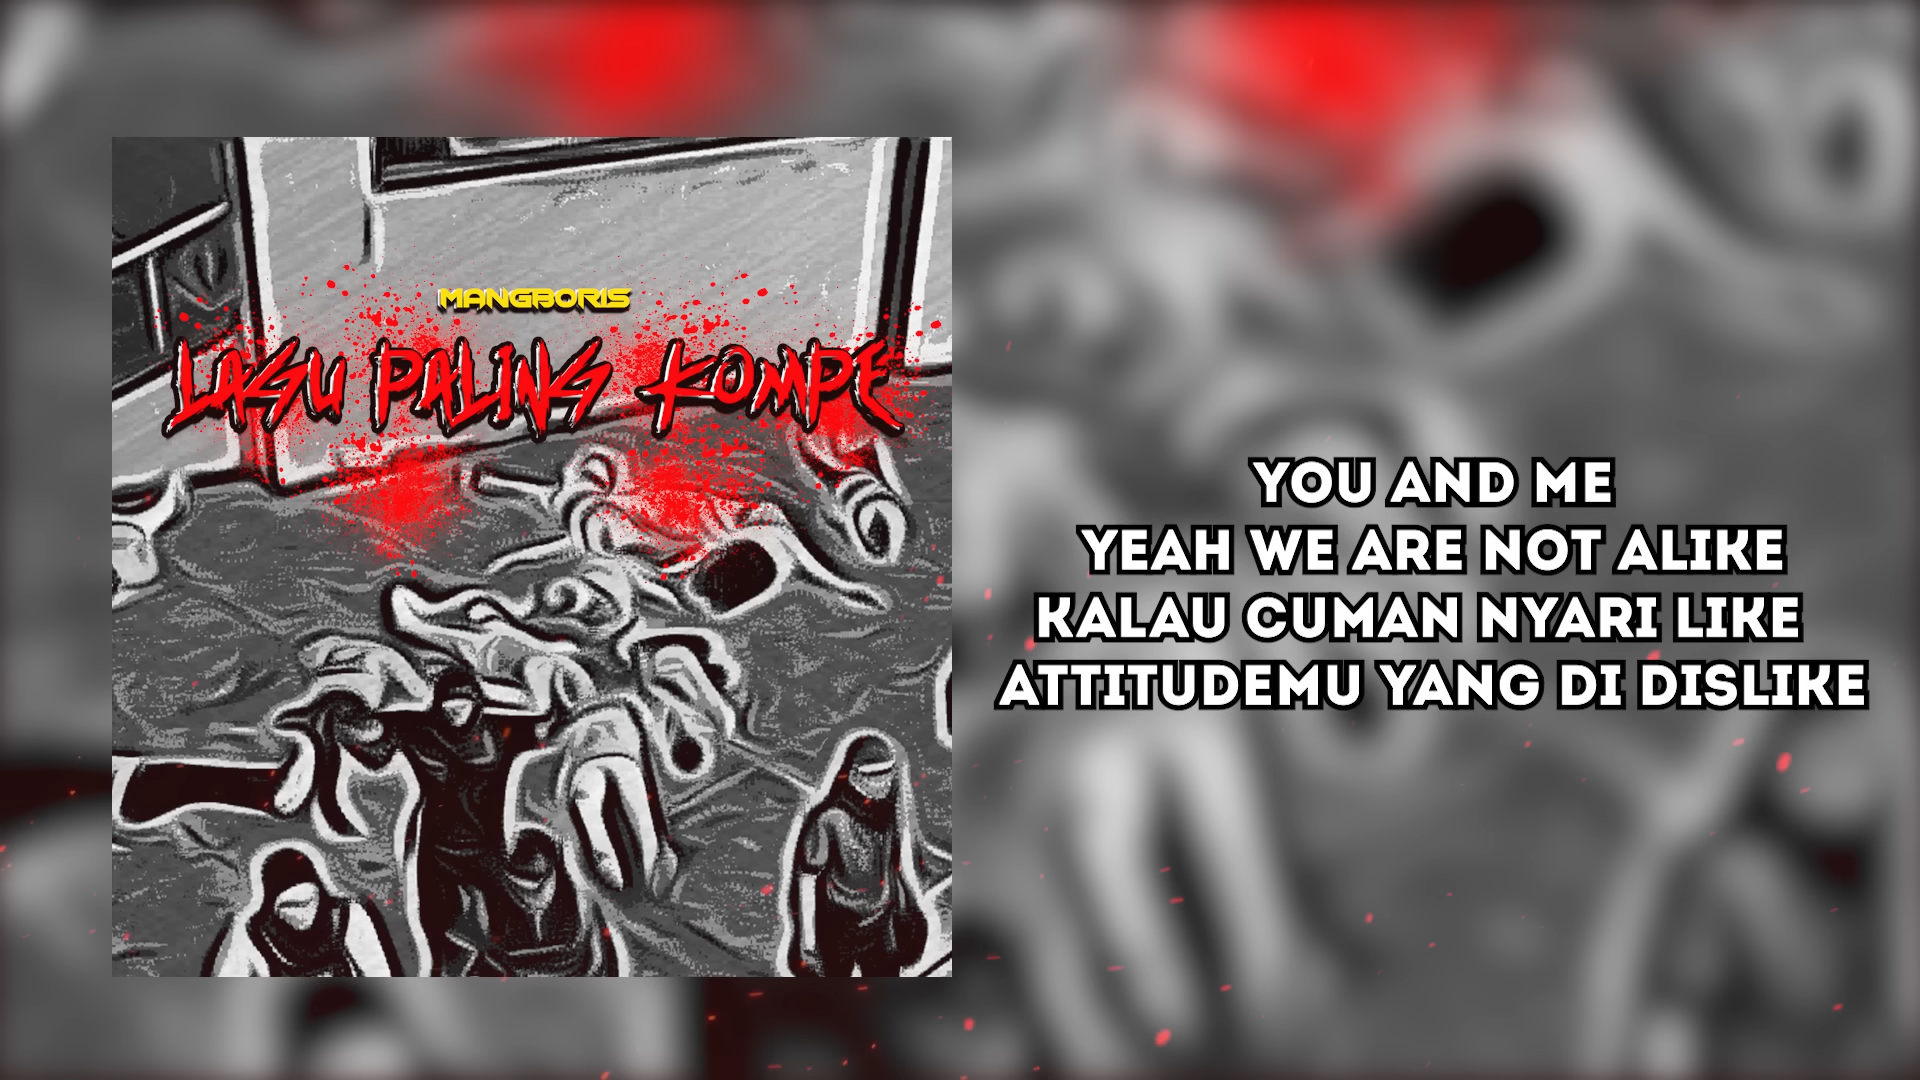 MANGBORIS
LAGU PALING KOMPE
YOU AND ME
YEAH WE ARE NOT ALIKE
KALAU CUMAN NYARI LIKE
ATTITUDEMU YANG DI DISLIKE